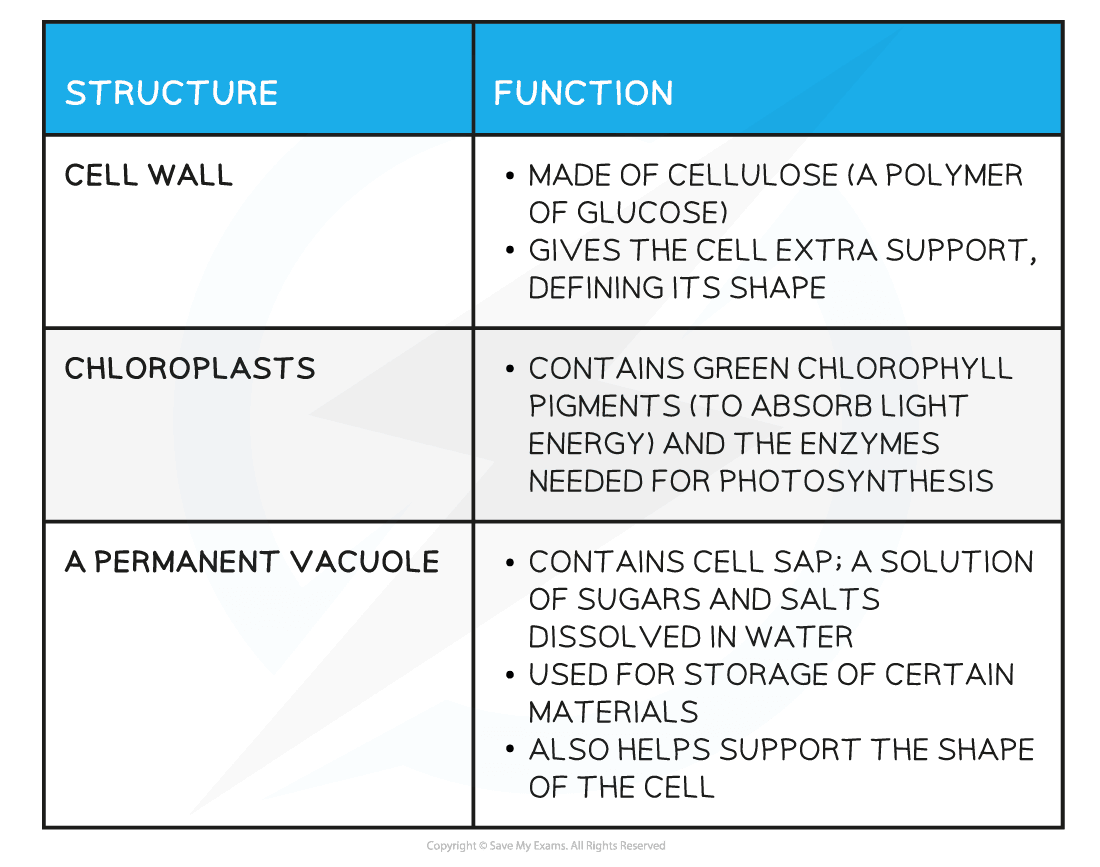 STRUCTURE
FUNCTION
CELL WALL
• MADE OF CELLULOSE (A POLYMER
OF GLUCOSE)
• GIVES THE CELL EXTRA SUPPORT,
DEFINING ITS SHAPE
CHLOROPLASTS
• CONTAINS GREEN CHLOROPHYLL
PIGMENTS (TO ABSORB LIGHT
ENERGY) AND THE ENZYMES
NEEDED FOR PHOTOSYNTHESIS
A PERMANENT VACUOLE
• CONTAINS CELL SAP; A SOLUTION
OF SUGARS AND SALTS
DISSOLVED IN WATER
• USED FOR STORAGE OF CERTAIN
MATERIALS
• ALSO HELPS SUPPORT THE SHAPE
OF THE CELL
Copyright © Save My Exams. All Rights Reserved